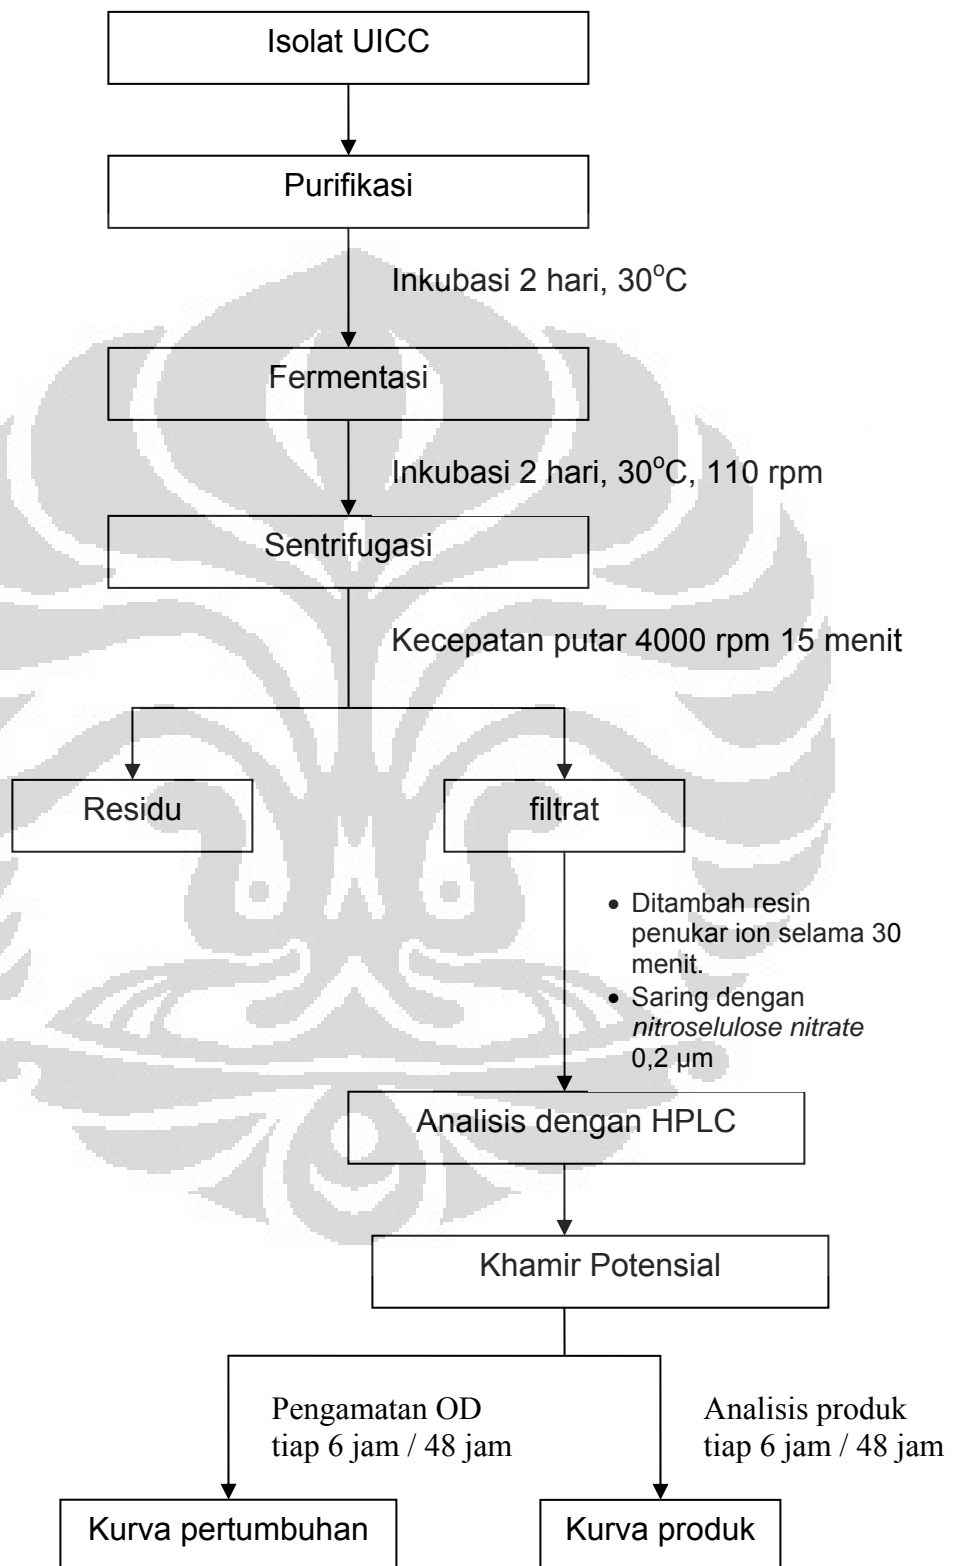 Isolat UICC
Purifikasi
Inkubasi 2 hari, 30°C
Fermentasi
Inkubasi 2 hari, 30°C, 110 rpm
Sentrifugasi
Kecepatan putar 4000 rpm 15 menit
Residu
filtrat
• Ditambah resin
penukar ion selama 30
menit.
• Saring dengan
nitroselulose nitrate
0,2 µm
Analisis dengan HPLC
Khamir Potensial
Pengamatan OD
tiap 6 jam / 48 jam
Analisis produk
tiap 6 jam / 48 jam
Kurva pertumbuhan
Kurva produk